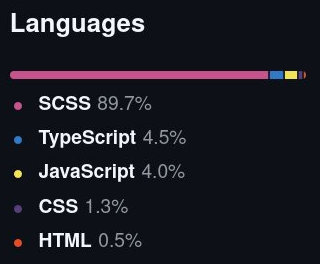 Languages
SCSS 89.7%
TypeScript 4.5%
JavaScript 4.0%
CSS 1.3%
HTML 0.5%